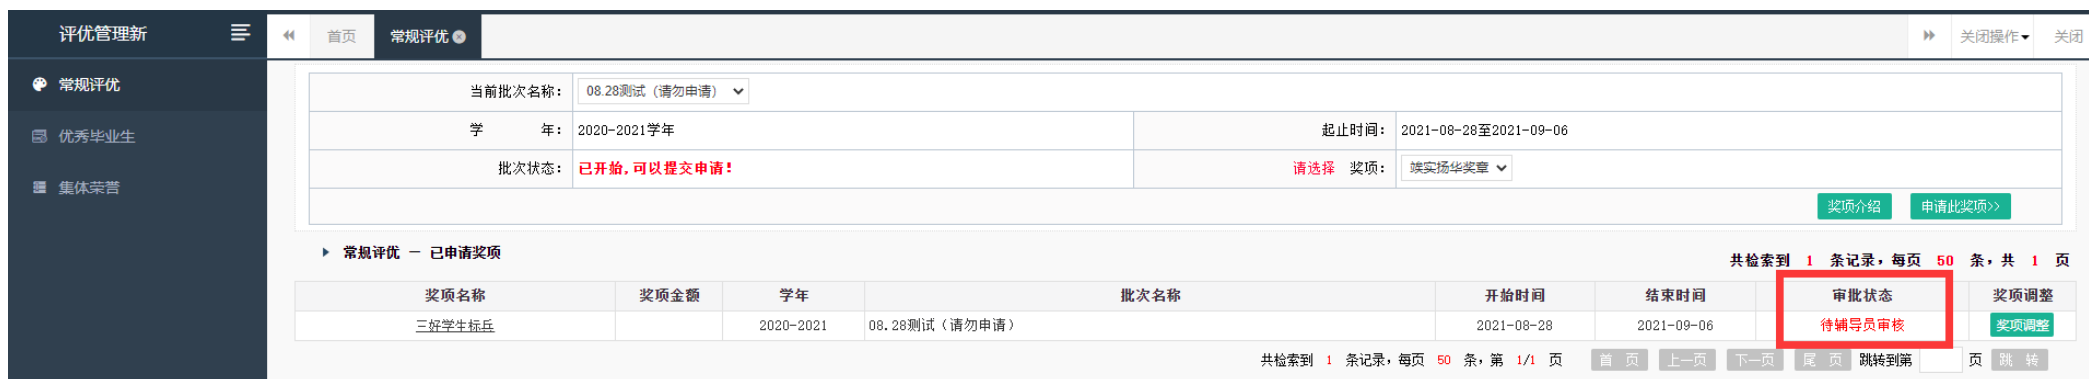 评优管理新
首页 常规评优 关闭操作 关闭
常规评优
优秀毕业生
集体荣誉
当前批次名称: 08.28测试（请勿申请）
学 年: 2020-2021学年 起止时间: 2021-08-28至2021-09-06
批次状态: 已开始,可以提交申请! 请选择 奖项: 竢实扬华奖章
奖项介绍 申请此奖项>>
常规评优 — 已申请奖项
共检索到 1 条记录，每页 50 条，共 1 页
奖项名称 奖项金额 学年 批次名称 开始时间 结束时间 审批状态 奖项调整
三好学生标兵 2020-2021 08.28测试（请勿申请） 2021-08-28 2021-09-06 待辅导员审核 奖项调整
共检索到 1 条记录，每页 50 条，第 1/1 页 首 页 上一页 下一页 尾 页 跳转到第 页 跳 转